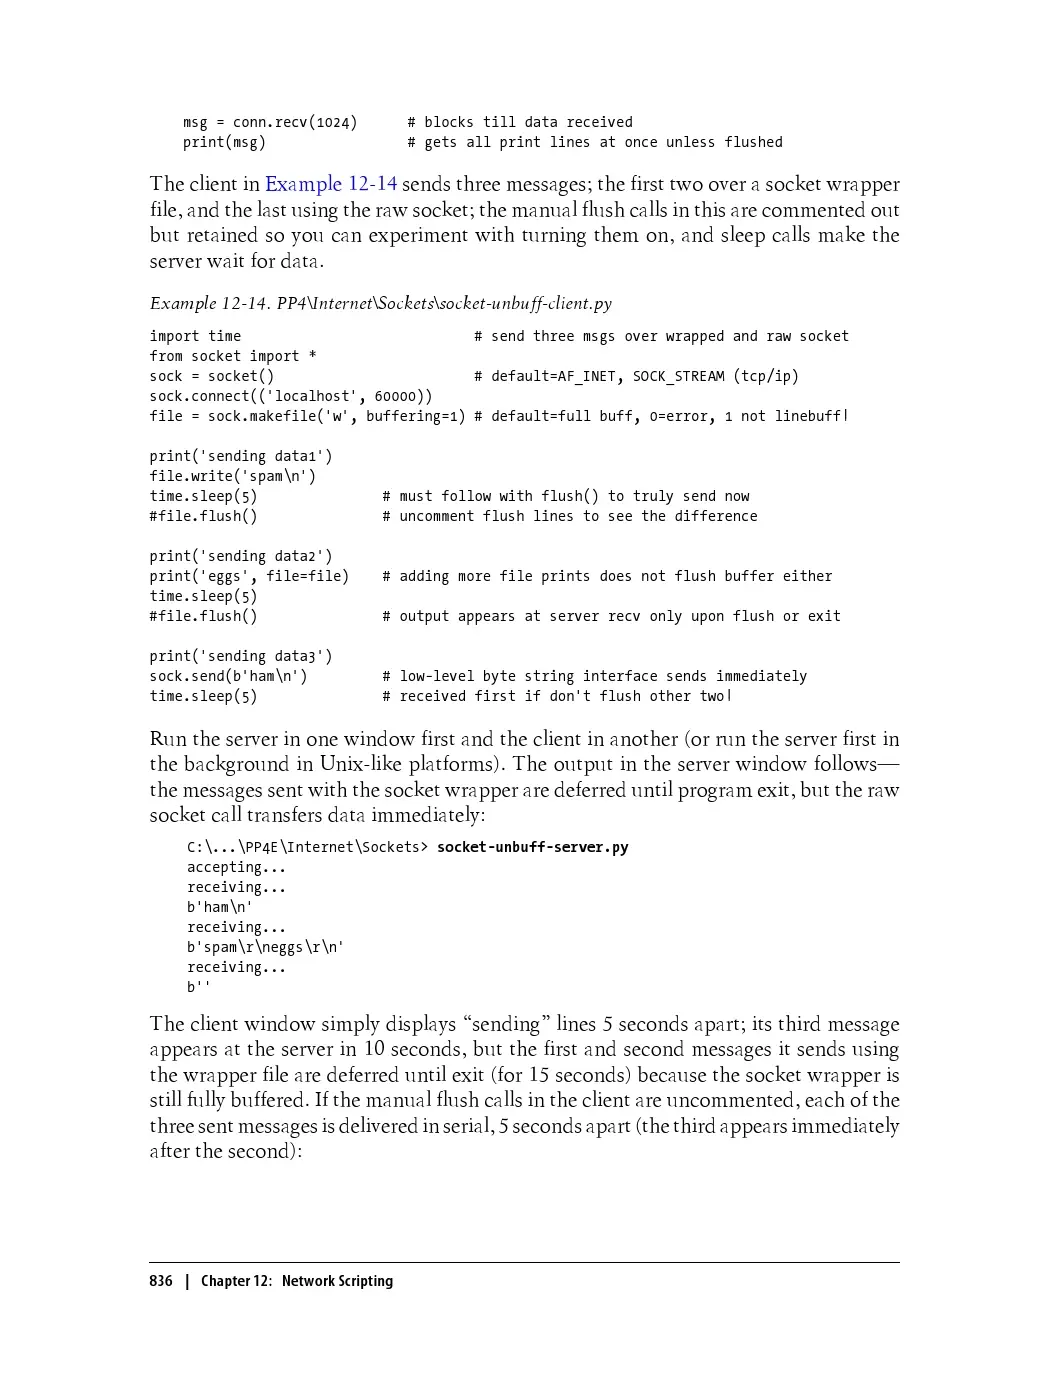 msg = conn.recv(1024)      # blocks till data received
print(msg)                 # gets all print lines at once unless flushed
The client in Example 12-14 sends three messages; the first two over a socket wrapper
file, and the last using the raw socket; the manual flush calls in this are commented out
but retained so you can experiment with turning them on, and sleep calls make the
server wait for data.
Example 12-14. PP4\Internet\Sockets\socket-unbuff-client.py
import time                            # send three msgs over wrapped and raw socket
from socket import *
sock = socket()                        # default=AF_INET, SOCK_STREAM (tcp/ip)
sock.connect(('localhost', 60000))
file = sock.makefile('w', buffering=1) # default=full buff, 0=error, 1 not linebuff!
print('sending data1')
file.write('spam\n')
time.sleep(5)               # must follow with flush() to truly send now
#file.flush()               # uncomment flush lines to see the difference
print('sending data2')
print('eggs', file=file)    # adding more file prints does not flush buffer either
time.sleep(5)
#file.flush()               # output appears at server recv only upon flush or exit
print('sending data3')
sock.send(b'ham\n')         # low-level byte string interface sends immediately
time.sleep(5)               # received first if don't flush other two!
Run the server in one window first and the client in another (or run the server first in
the background in Unix-like platforms). The output in the server window follows—
the messages sent with the socket wrapper are deferred until program exit, but the raw
socket call transfers data immediately:
C:\...\PP4E\Internet\Sockets> socket-unbuff-server.py
accepting...
receiving...
b'ham\n'
receiving...
b'spam\r\neggs\r\n'
receiving...
b''
The client window simply displays “sending” lines 5 seconds apart; its third message
appears at the server in 10 seconds, but the first and second messages it sends using
the wrapper file are deferred until exit (for 15 seconds) because the socket wrapper is
still fully buffered. If the manual flush calls in the client are uncommented, each of the
three sent messages is delivered in serial, 5 seconds apart (the third appears immediately
after the second):
836 | Chapter 12: Network Scripting